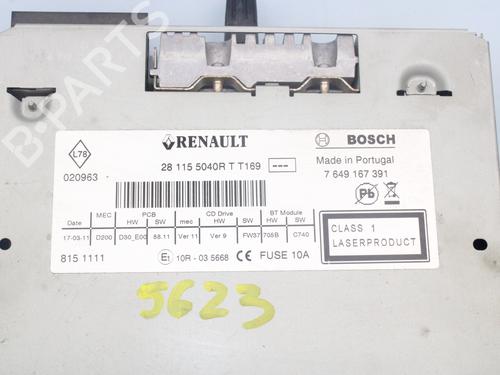 B-PARTS
L78
020963
RENAULT
28 115 5040R T T169
---
BOSCH
Made in Portugal
7 649 167 391
Pb
MEC PCB CD Drive BT Module
Date HW SW mec HW SW HW SW
17-03-11 D200 D30_E00 88.11 Ver 11 Ver 9 FW37 705B C740
815 1111
E1 10R - 03 5668 CE FUSE 10A
CLASS 1
LASERPRODUCT
5623